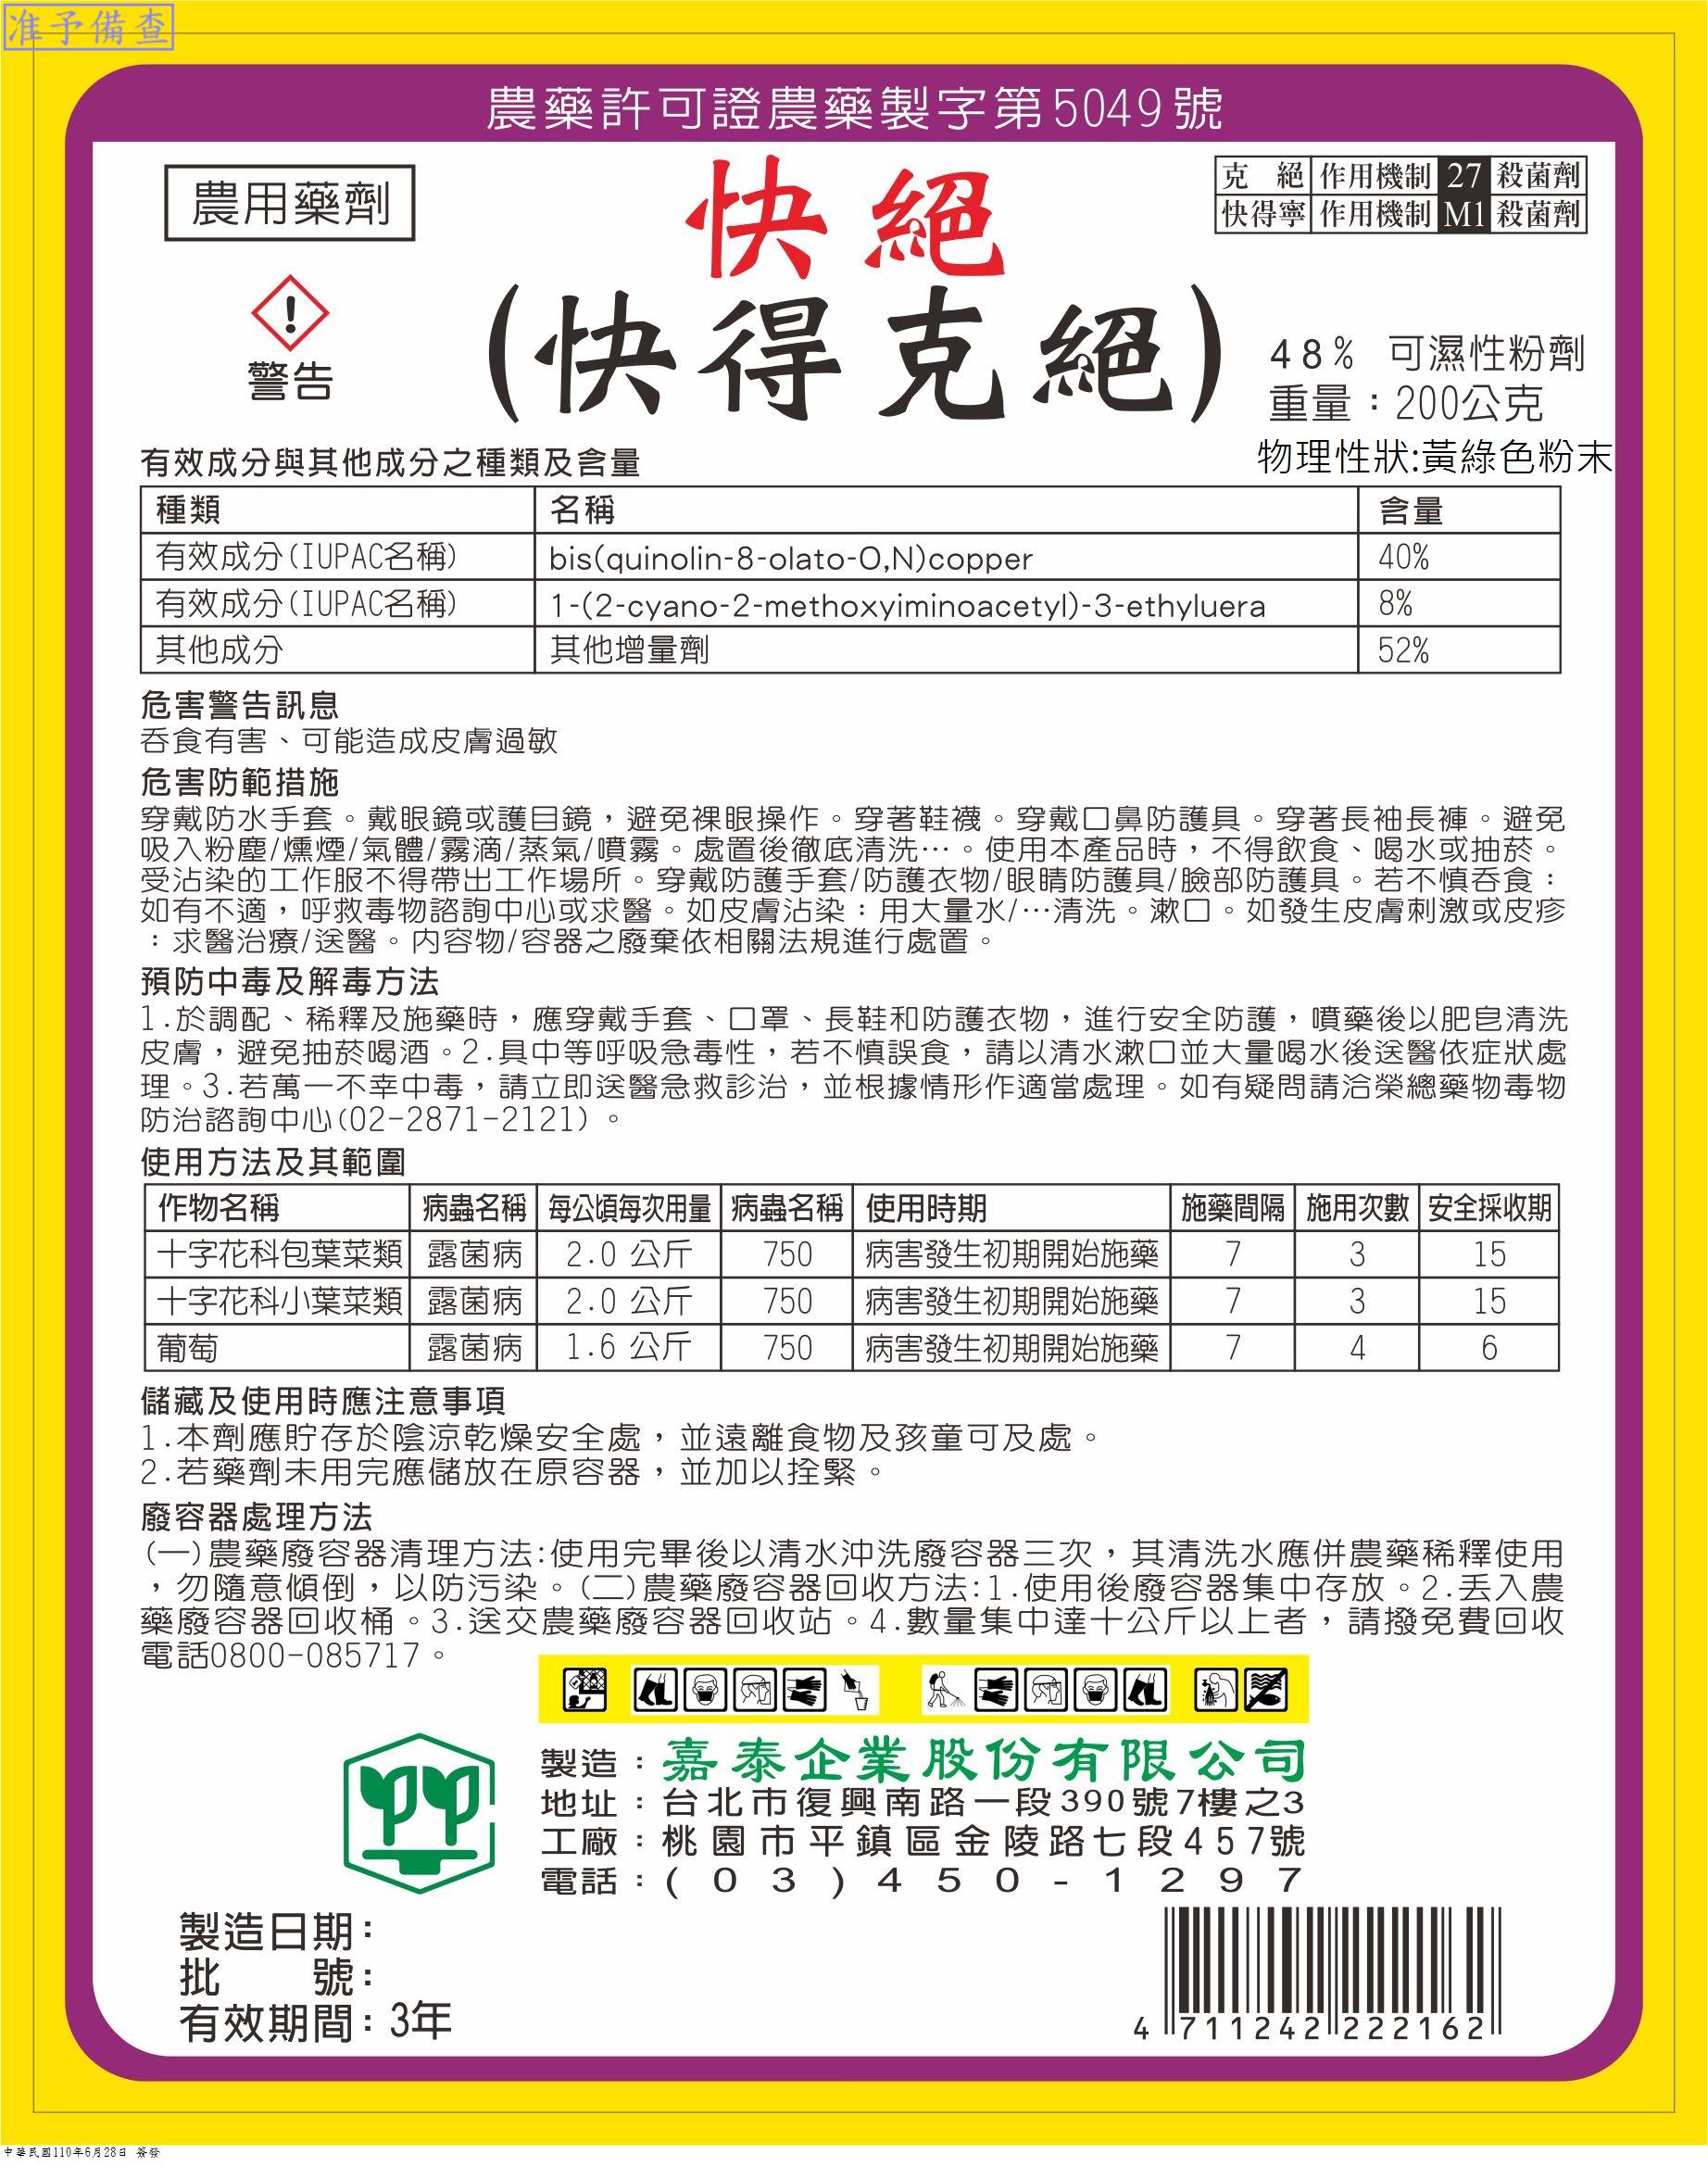 准予備查
農藥許可證農藥製字第5049號
農用藥劑
快絕
克 絕 作用機制 27 殺菌劑
快得寧 作用機制 M1 殺菌劑
警告
(快得克絕)
48% 可濕性粉劑
重量：200公克
物理性狀:黃綠色粉末
有效成分與其他成分之種類及含量
種類 名稱 含量
有效成分(IUPAC名稱) bis(quinolin-8-olato-O,N)copper 40%
有效成分(IUPAC名稱) 1-(2-cyano-2-methoxyiminoacetyl)-3-ethyluera 8%
其他成分 其他增量劑 52%
危害警告訊息
吞食有害、可能造成皮膚過敏
危害防範措施
穿戴防水手套。戴眼鏡或護目鏡，避免裸眼操作。穿著鞋襪。穿戴口鼻防護具。穿著長袖長褲。避免
吸入粉塵/燻煙/氣體/霧滴/蒸氣/噴霧。處置後徹底清洗…。使用本產品時，不得飲食、喝水或抽菸。
受沾染的工作服不得帶出工作場所。穿戴防護手套/防護衣物/眼睛防護具/臉部防護具。若不慎吞食：
如有不適，呼救毒物諮詢中心或求醫。如皮膚沾染：用大量水/…清洗。漱口。如發生皮膚刺激或皮疹
：求醫治療/送醫。內容物/容器之廢棄依相關法規進行處置。
預防中毒及解毒方法
1.於調配、稀釋及施藥時，應穿戴手套、口罩、長鞋和防護衣物，進行安全防護，噴藥後以肥皂清洗
皮膚，避免抽菸喝酒。2.具中等呼吸急毒性，若不慎誤食，請以清水漱口並大量喝水後送醫依症狀處
理。3.若萬一不幸中毒，請立即送醫急救診治，並根據情形作適當處理。如有疑問請洽榮總藥物毒物
防治諮詢中心(02-2871-2121)。
使用方法及其範圍
作物名稱 病蟲名稱 每公頃每次用量 病蟲名稱 使用時期 施藥間隔 施用次數 安全採收期
十字花科包葉菜類 露菌病 2.0 公斤 750 病害發生初期開始施藥 7 3 15
十字花科小葉菜類 露菌病 2.0 公斤 750 病害發生初期開始施藥 7 3 15
葡萄 露菌病 1.6 公斤 750 病害發生初期開始施藥 7 4 6
儲藏及使用時應注意事項
1.本劑應貯存於陰涼乾燥安全處，並遠離食物及孩童可及處。
2.若藥劑未用完應儲放在原容器，並加以拴緊。
廢容器處理方法
(一)農藥廢容器清理方法:使用完畢後以清水沖洗廢容器三次，其清洗水應併農藥稀釋使用
，勿隨意傾倒，以防污染。(二)農藥廢容器回收方法:1.使用後廢容器集中存放。2.丟入農
藥廢容器回收桶。3.送交農藥廢容器回收站。4.數量集中達十公斤以上者，請撥免費回收
電話0800-085717。
製造：嘉泰企業股份有限公司
地址：台北市復興南路一段390號7樓之3
工廠：桃園市平鎮區金陵路七段457號
電話：(03)450-1297
製造日期：
批 號：
有效期間：3年
4 711242 222162
中華民國110年6月28日 簽發